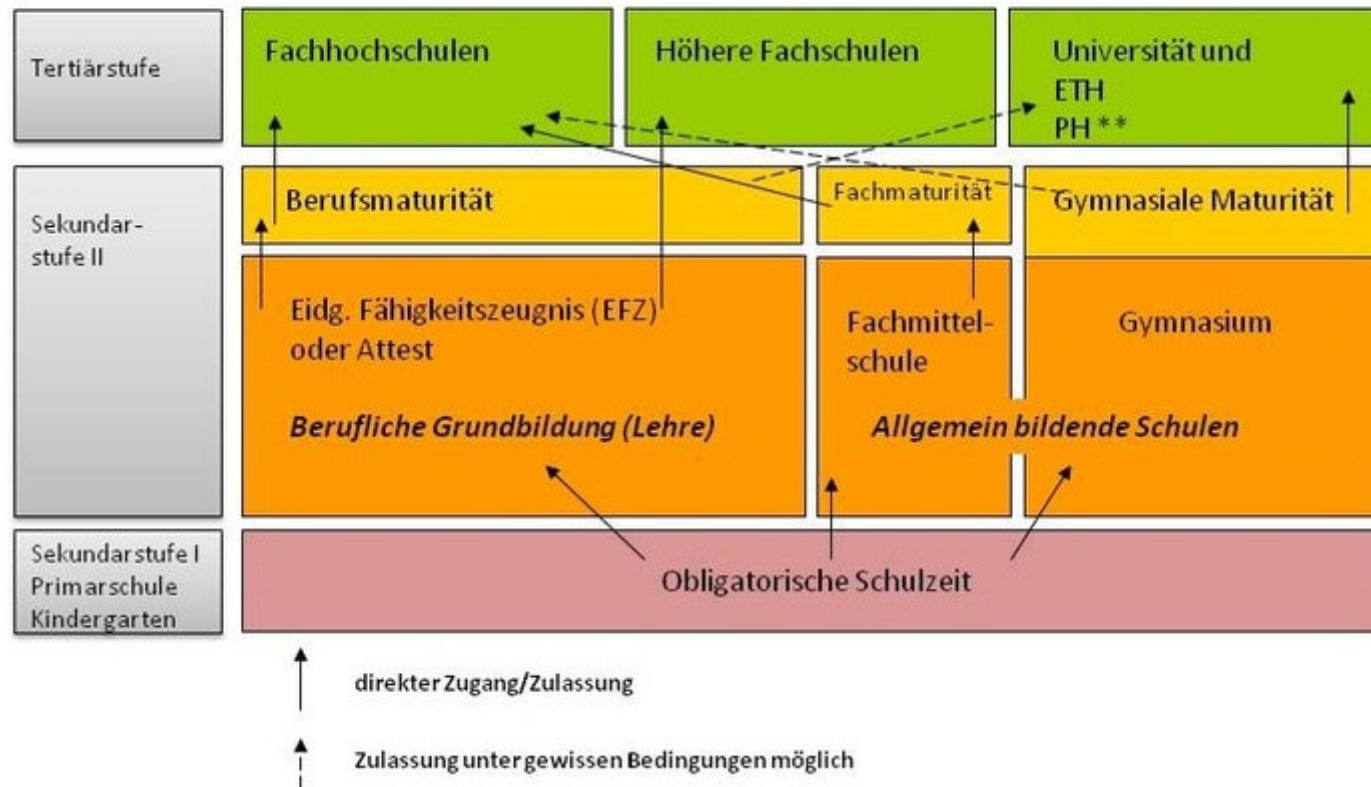 Tertiärstufe
Fachhochschulen
Höhere Fachschulen
Universität und
ETH
PH **
Sekundar-
stufe II
Berufsmaturität
Fachmaturität
Gymnasiale Maturität
Eidg. Fähigkeitszeugnis (EFZ)
oder Attest
Berufliche Grundbildung (Lehre)
Fachmittel-
schule
Gymnasium
Allgemein bildende Schulen
Sekundarstufe I
Primarschule
Kindergarten
Obligatorische Schulzeit
direkter Zugang/Zulassung
Zulassung unter gewissen Bedingungen möglich